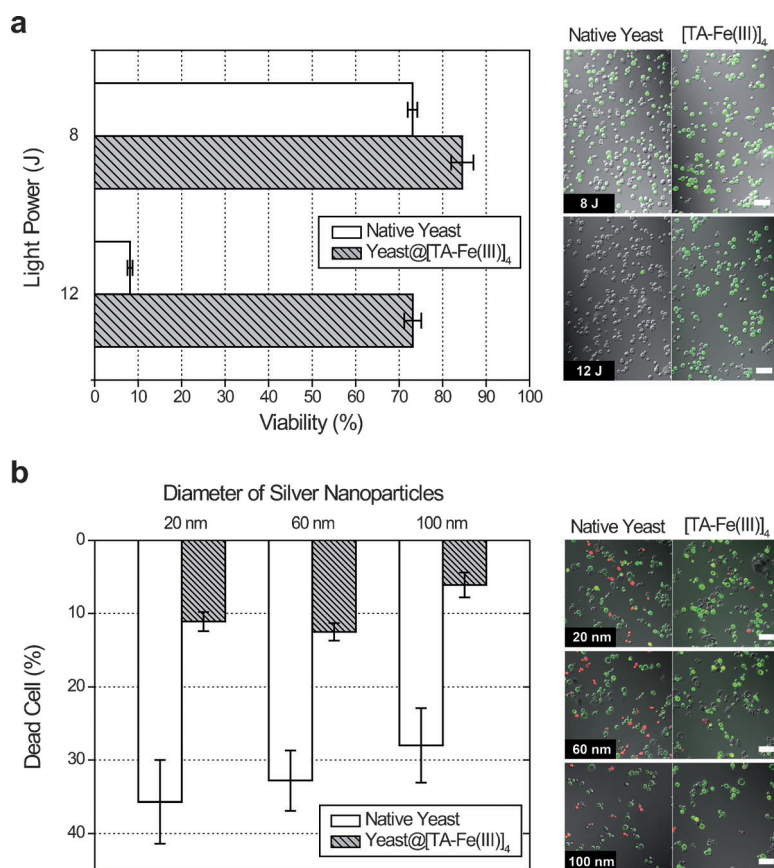 a
Native Yeast
[TA-Fe(III)]4
Light Power (J)
8
12
Native Yeast
Yeast@[TA-Fe(III)]4
0 10 20 30 40 50 60 70 80 90 100
Viability (%)
8 J
12 J
b
Diameter of Silver Nanoparticles
20 nm 60 nm 100 nm
Dead Cell (%)
0
10
20
30
40
Native Yeast
Yeast@[TA-Fe(III)]4
Native Yeast
[TA-Fe(III)]4
20 nm
60 nm
100 nm